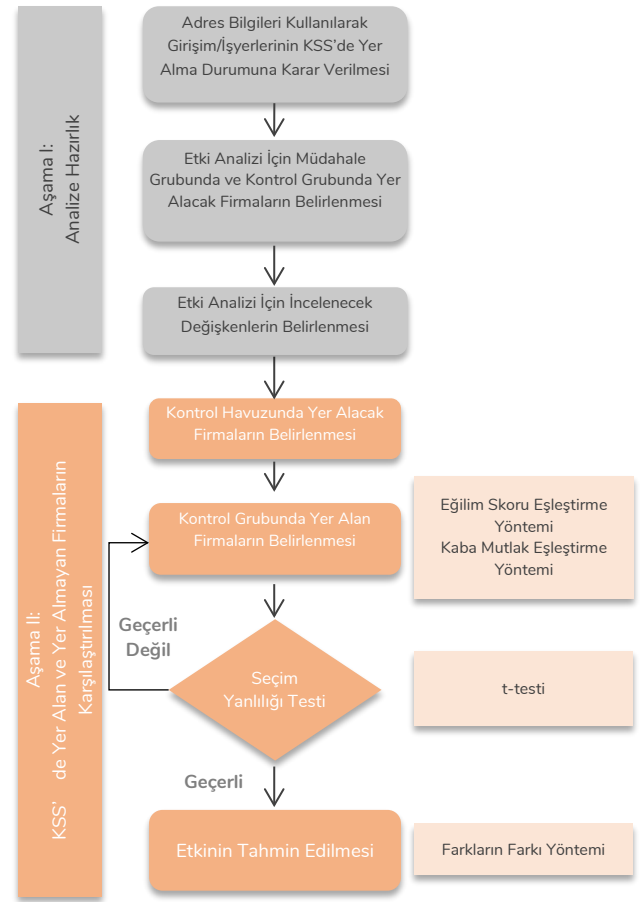 Aşama I:
Analize Hazırlık
Adres Bilgileri Kullanılarak
Girişim/İşyerlerinin KSS'de Yer
Alma Durumuna Karar Verilmesi
Etki Analizi İçin Müdahale
Grubunda ve Kontrol Grubunda Yer
Alacak Firmaların Belirlenmesi
Etki Analizi İçin İncelenecek
Değişkenlerin Belirlenmesi
Aşama II:
KSS' de Yer Alan ve Yer Almayan Firmaların
Karşılaştırılması
Kontrol Havuzunda Yer Alacak
Firmaların Belirlenmesi
Kontrol Grubunda Yer Alan
Firmaların Belirlenmesi
Eğilim Skoru Eşleştirme
Yöntemi
Kaba Mutlak Eşleştirme
Yöntemi
Geçerli
Değil
Seçim
Yanlılığı Testi
t-testi
Geçerli
Etkinin Tahmin Edilmesi
Farkların Farkı Yöntemi